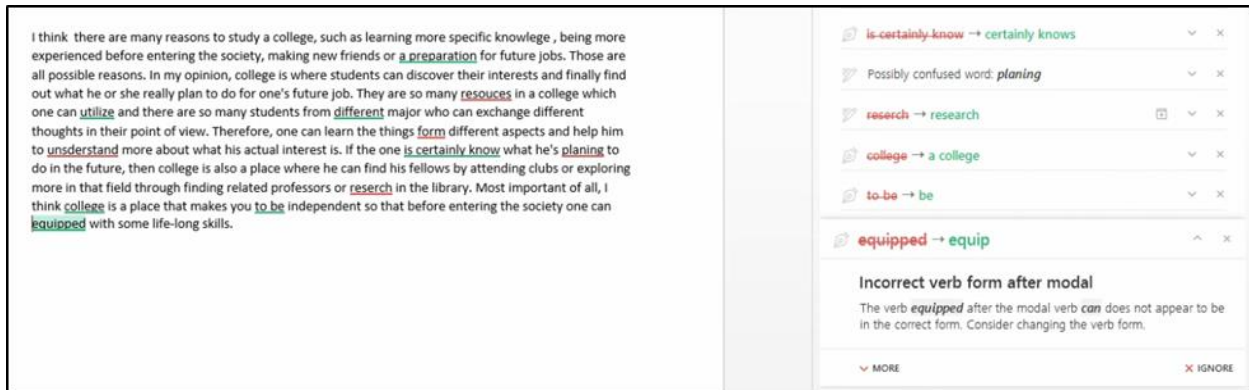 I think  there are many reasons to study a college, such as learning more specific knowlege , being more
experienced before entering the society, making new friends or a preparation for future jobs. Those are
all possible reasons. In my opinion, college is where students can discover their interests and finally find
out what he or she really plan to do for one's future job. They are so many resouces in a college which
one can utilize and there are so many students from different major who can exchange different
thoughts in their point of view. Therefore, one can learn the things form different aspects and help him
to unsderstand more about what his actual interest is. If the one is certainly know what he's planing to
do in the future, then college is also a place where he can find his fellows by attending clubs or exploring
more in that field through finding related professors or reserch in the library. Most important of all, I
think college is a place that makes you to be independent so that before entering the society one can
equipped with some life-long skills.
is certainly know → certainly knows
Possibly confused word: planing
reserch → research
college → a college
to be → be
equipped → equip
Incorrect verb form after modal
The verb equipped after the modal verb can does not appear to be
in the correct form. Consider changing the verb form.
MORE
IGNORE